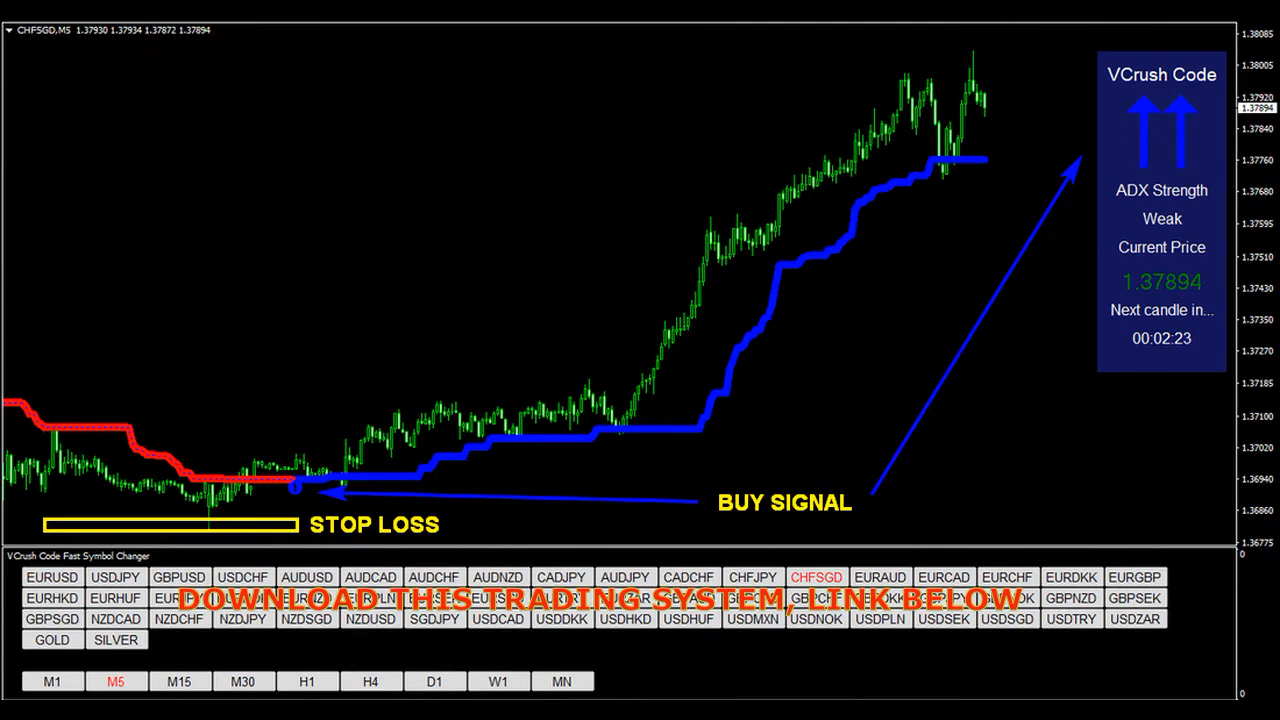 CHFSGD,M5 1.37930 1.37934 1.37872 1.37894
1.38085
1.38005
1.37920
1.37894
1.37840
1.37760
1.37680
1.37595
1.37510
1.37430
1.37350
1.37270
1.37185
1.37100
1.37020
1.36940
1.36860
1.36775
VCrush Code
ADX Strength
Weak
Current Price
1.37894
Next candle in...
00:02:23
BUY SIGNAL
STOP LOSS
VCrush Code Fast Symbol Changer
0
EURUSD USDJPY GBPUSD USDCHF AUDUSD AUDCAD AUDCHF AUDNZD CADJPY AUDJPY CADCHF CHFJPY CHFSGD EURAUD EURCAD EURCHF EURDKK EURGBP
EURHKD EURHUF GBPNZD GBPSEK
DOWNLOAD THIS TRADING SYSTEM, LINK BELOW
GBPSGD NZDCAD NZDCHF NZDJPY NZDSGD NZDUSD SGDJPY USDCAD USDDKK USDHKD USDHUF USDMXN USDNOK USDPLN USDSEK USDSGD USDTRY USDZAR
GOLD SILVER
M1 M5 M15 M30 H1 H4 D1 W1 MN
0